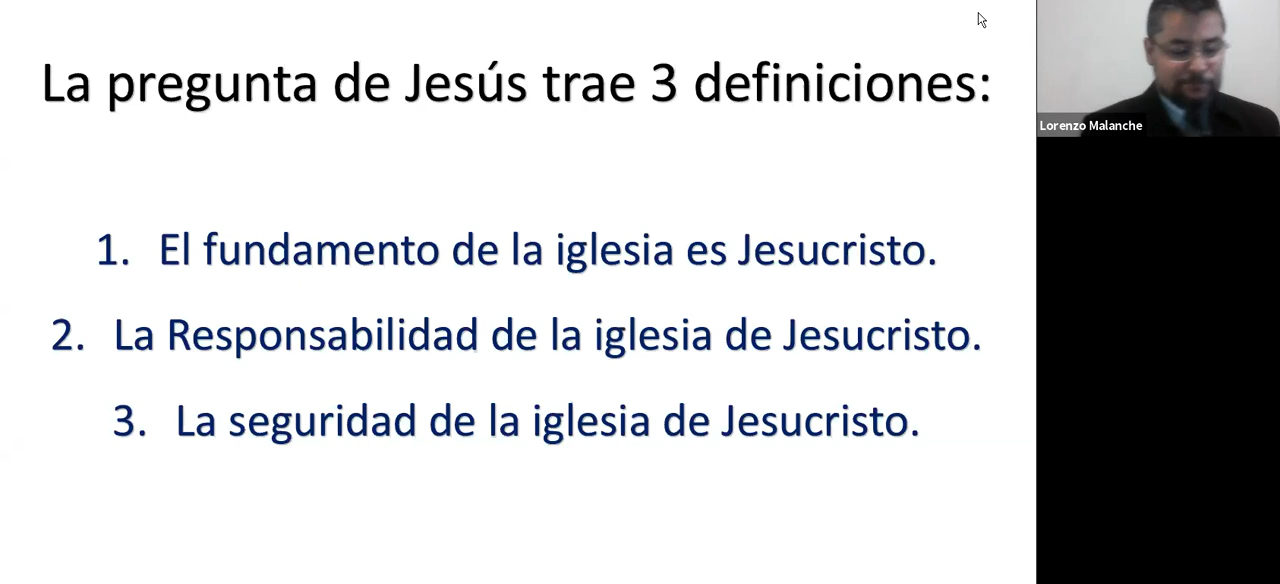 La pregunta de Jesús trae 3 definiciones:
1. El fundamento de la iglesia es Jesucristo.
2. La Responsabilidad de la iglesia de Jesucristo.
3. La seguridad de la iglesia de Jesucristo.
Lorenzo Malanche